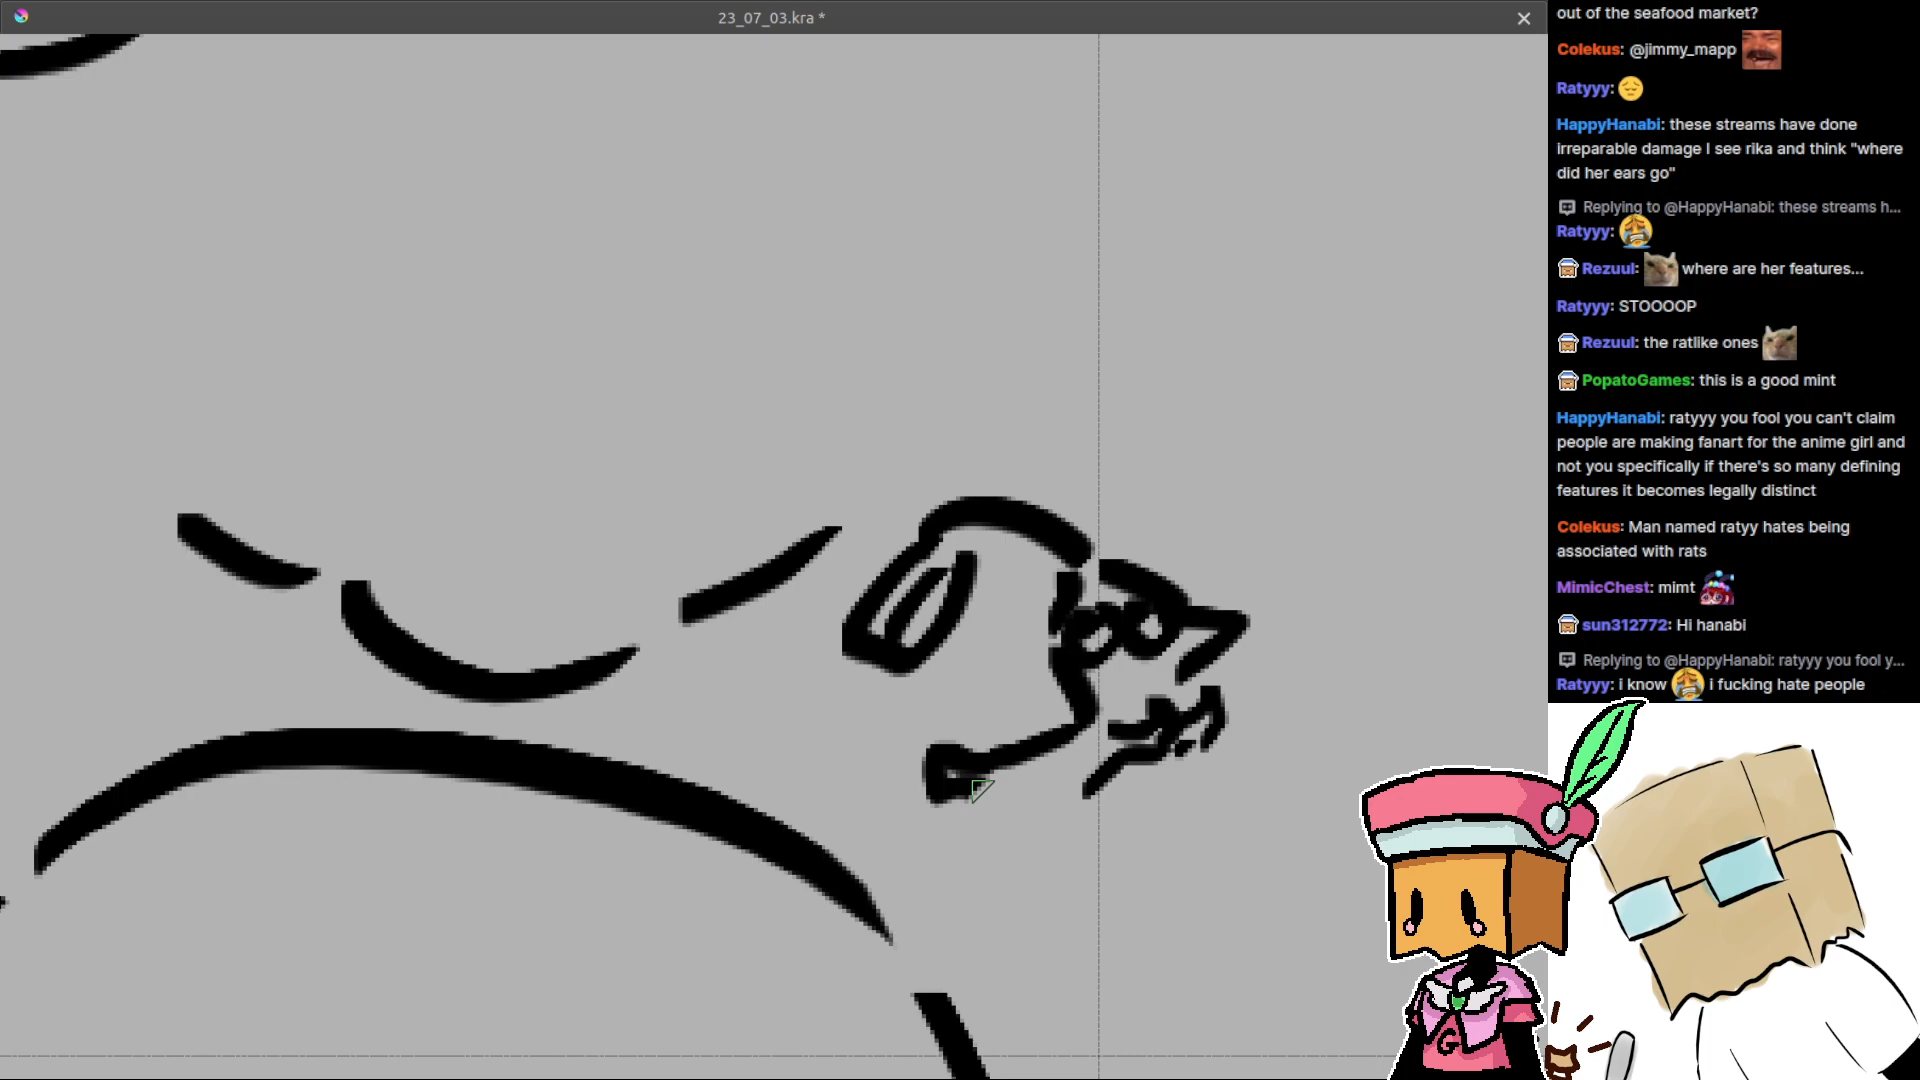 23_07_03.kra *
out of the seafood market?
Colekus: @jimmy_mapp
Ratyyy:
HappyHanabi: these streams have done
irreparable damage I see rika and think "where
did her ears go"
Replying to @HappyHanabi: these streams h...
Ratyyy:
Rezuul: where are her features...
Ratyyy: STOOOOP
Rezuul: the ratlike ones
PopatoGames: this is a good mint
HappyHanabi: ratyyy you fool you can't claim
people are making fanart for the anime girl and
not you specifically if there's so many defining
features it becomes legally distinct
Colekus: Man named ratyy hates being
associated with rats
MimicChest: mimt
sun312772: Hi hanabi
Replying to @HappyHanabi: ratyyy you fool y...
Ratyyy: i know i fucking hate people
G